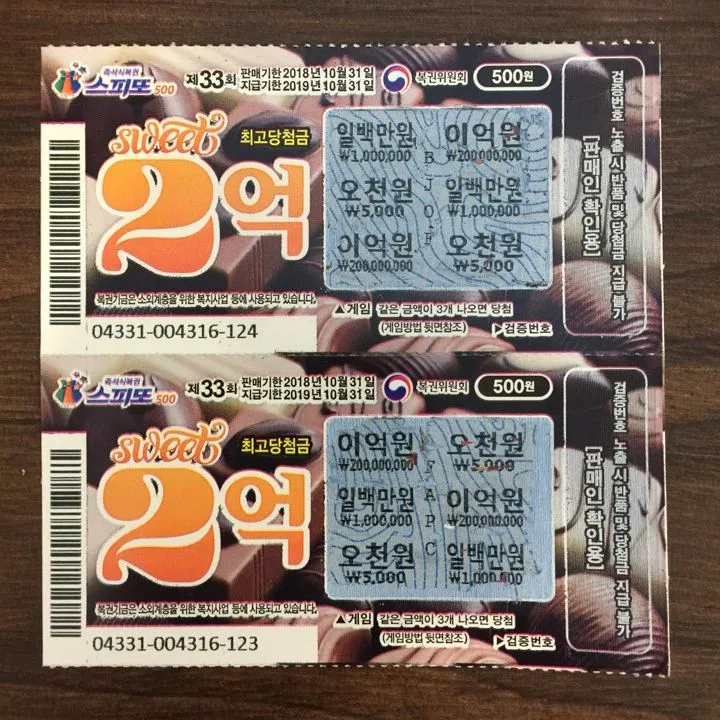 즉석식복권
스피또500
제33회
판매기한 2018년 10월 31일
지급기한 2019년 10월 31일
복권위원회
500원
sweet
최고당첨금
2억
일백만원 이억원
₩1,000,000 ₩200,000,000
B
오천원 일백만원
J
₩5,000 ₩1,000,000
O
이억원 오천원
F
₩200,000,000 ₩5,000
복권기금은 소외계층을 위한 복지사업 등에 사용되고 있습니다.
▲게임 같은 금액이 3개 나오면 당첨
(게임방법 뒷면참조)
▷검증번호
04331-004316-124
검증번호 노출 시 반품 및 당첨금 지급 불가
[판매인 확인용]
즉석식복권
스피또500
제33회
판매기한 2018년 10월 31일
지급기한 2019년 10월 31일
복권위원회
500원
sweet
최고당첨금
2억
이억원 오천원
₩200,000,000 ₩5,000
F
일백만원 이억원
A
₩1,000,000 ₩200,000,000
P
오천원 일백만원
C
₩5,000 ₩1,000,000
복권기금은 소외계층을 위한 복지사업 등에 사용되고 있습니다.
▲게임 같은 금액이 3개 나오면 당첨
(게임방법 뒷면참조)
▷검증번호
04331-004316-123
검증번호 노출 시 반품 및 당첨금 지급 불가
[판매인 확인용]